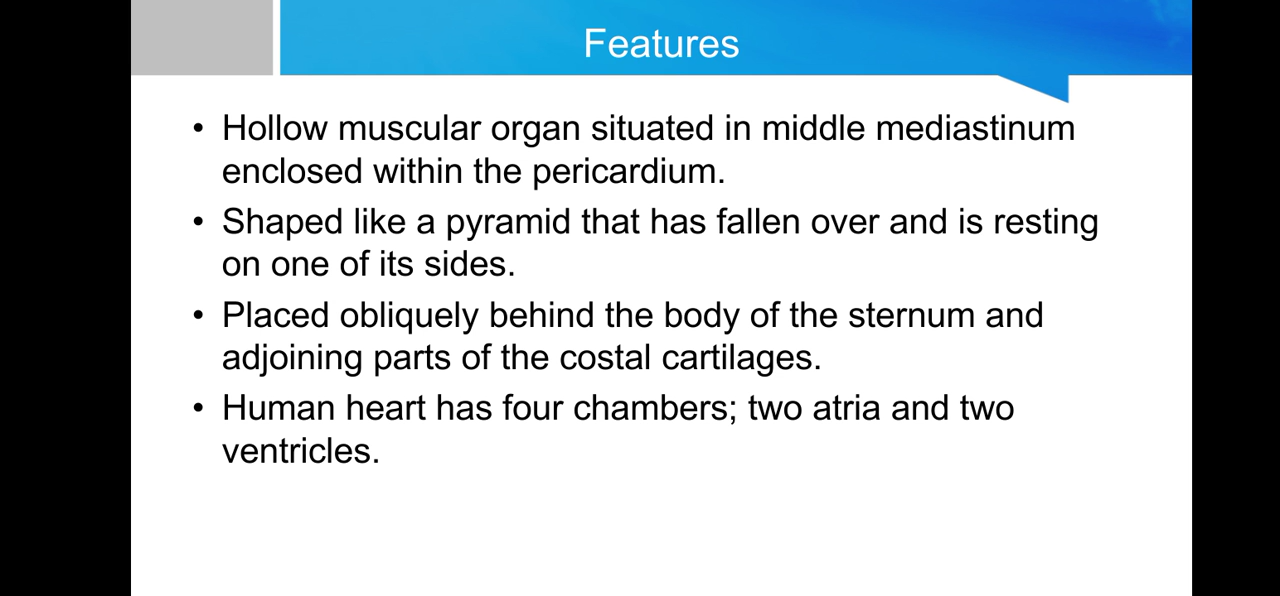 Features
• Hollow muscular organ situated in middle mediastinum
enclosed within the pericardium.
• Shaped like a pyramid that has fallen over and is resting
on one of its sides.
• Placed obliquely behind the body of the sternum and
adjoining parts of the costal cartilages.
• Human heart has four chambers; two atria and two
ventricles.